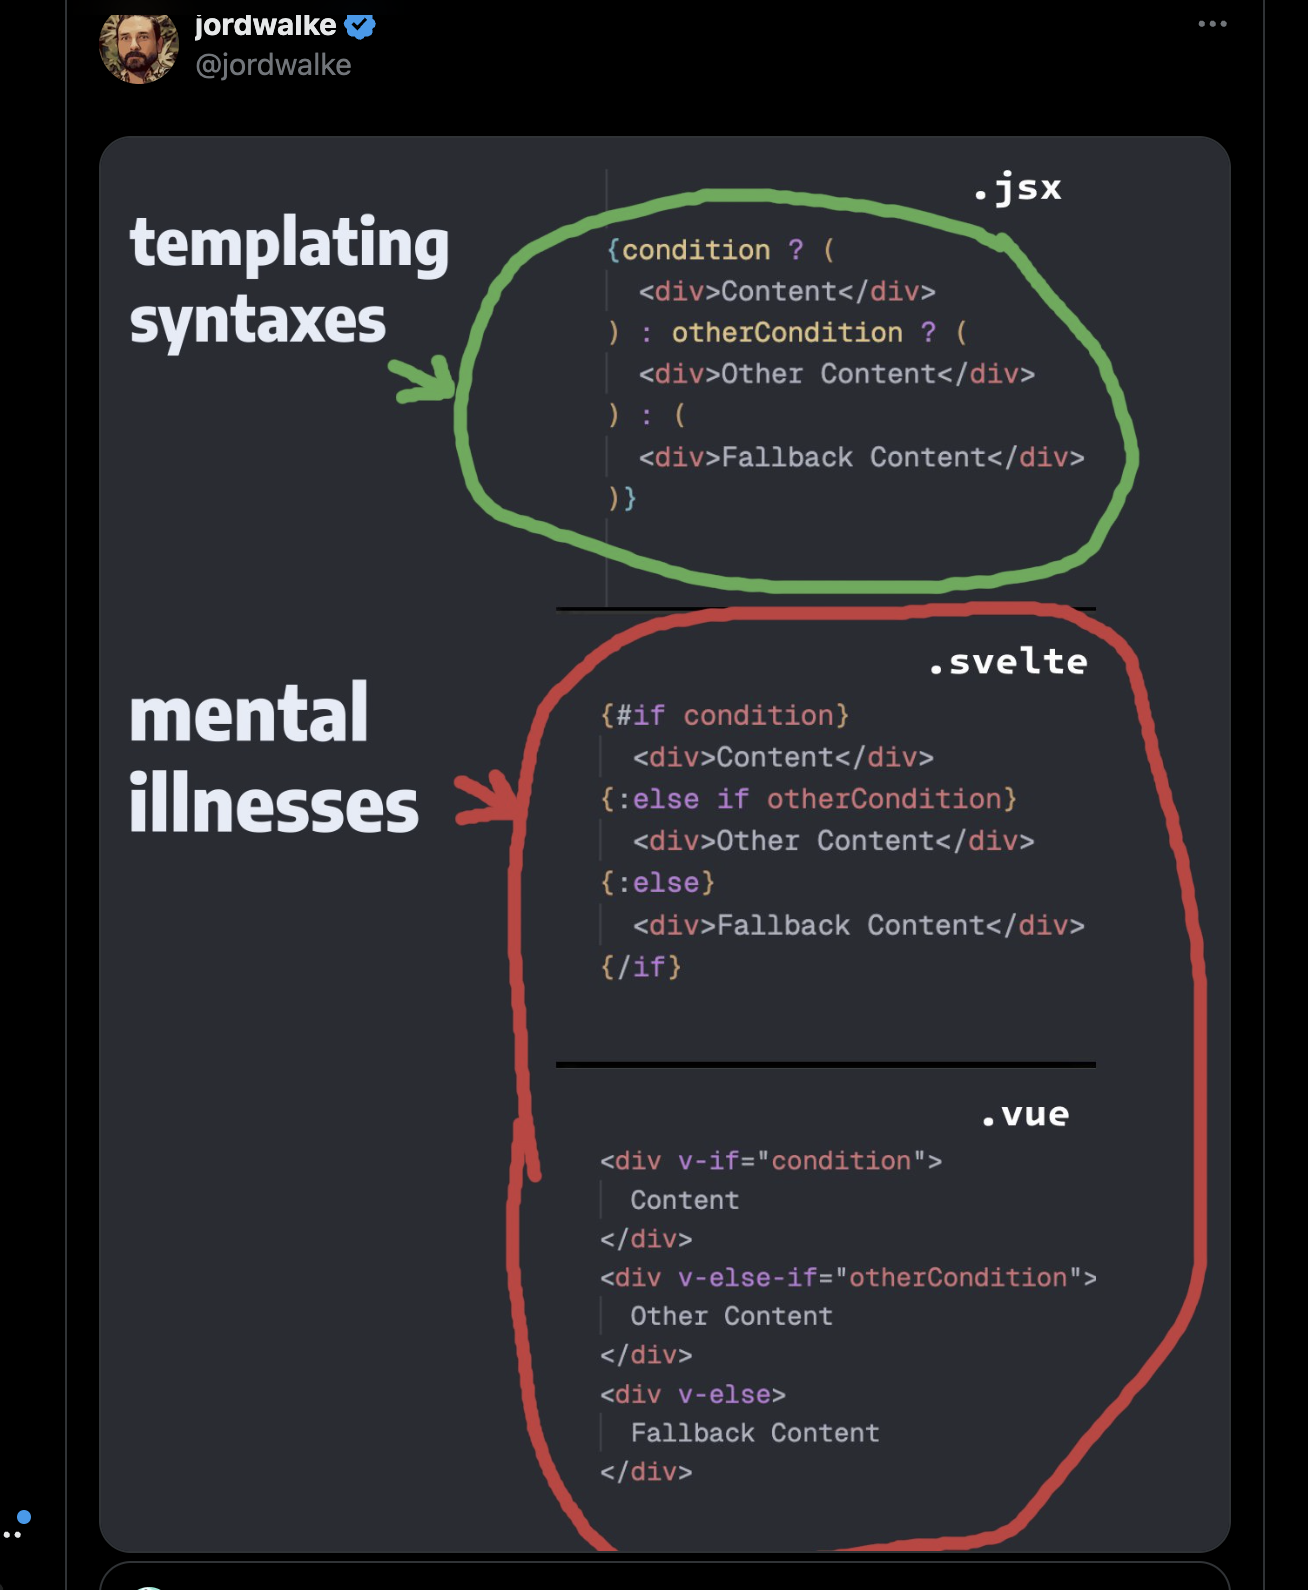 jordwalke
@jordwalke
templating
syntaxes
.jsx
{condition ? (
<div>Content</div>
) : otherCondition ? (
<div>Other Content</div>
) : (
<div>Fallback Content</div>
)}
mental
illnesses
.svelte
{#if condition}
<div>Content</div>
{:else if otherCondition}
<div>Other Content</div>
{:else}
<div>Fallback Content</div>
{/if}
.vue
<div v-if="condition">
Content
</div>
<div v-else-if="otherCondition">
Other Content
</div>
<div v-else>
Fallback Content
</div>